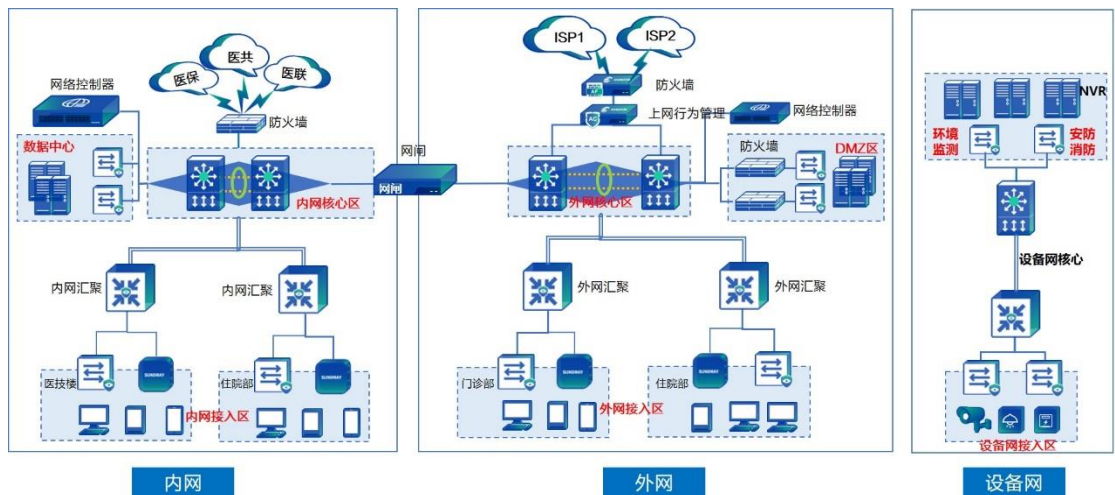 医保
医共
医联
网络控制器
防火墙
数据中心
内网核心区
网闸
网闸
内网汇聚
内网汇聚
医技楼
SUNDRAY
住院部
SUNDRAY
内网接入区
内网
ISP1
ISP2
防火墙
AC
上网行为管理
网络控制器
防火墙
DMZ区
外网核心区
外网汇聚
外网汇聚
门诊部
SUNDRAY
住院部
SUNDRAY
外网接入区
外网
NVR
环境
监测
安防
消防
设备网核心
设备网接入区
设备网